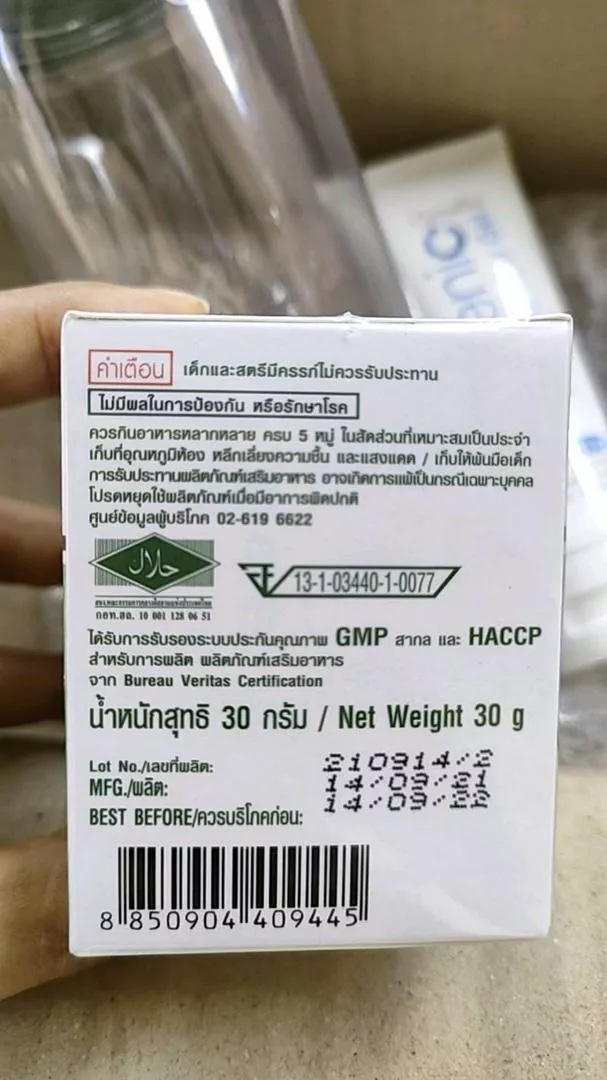 คำเตือน เด็กและสตรีมีครรภ์ไม่ควรรับประทาน
ไม่มีผลในการป้องกัน หรือรักษาโรค
ควรกินอาหารหลากหลาย ครบ 5 หมู่ ในสัดส่วนที่เหมาะสมเป็นประจำ
เก็บที่อุณหภูมิห้อง หลีกเลี่ยงความชื้น และแสงแดด / เก็บให้พ้นมือเด็ก
การรับประทานผลิตภัณฑ์เสริมอาหาร อาจเกิดการแพ้เป็นกรณีเฉพาะบุคคล
โปรดหยุดใช้ผลิตภัณฑ์เมื่อมีอาการผิดปกติ
ศูนย์ข้อมูลผู้บริโภค 02-619 6622
حلال
13-1-03440-1-0077
กอท.ฮล. 10 001 128 06 51
ได้รับการรับรองระบบประกันคุณภาพ GMP สากล และ HACCP
สำหรับการผลิต ผลิตภัณฑ์เสริมอาหาร
จาก Bureau Veritas Certification
น้ำหนักสุทธิ 30 กรัม / Net Weight 30 g
Lot No./เลขที่ผลิต: 210914/2
MFG./ผลิต: 14/09/21
BEST BEFORE/ควรบริโภคก่อน: 14/09/22
8 850904 409445